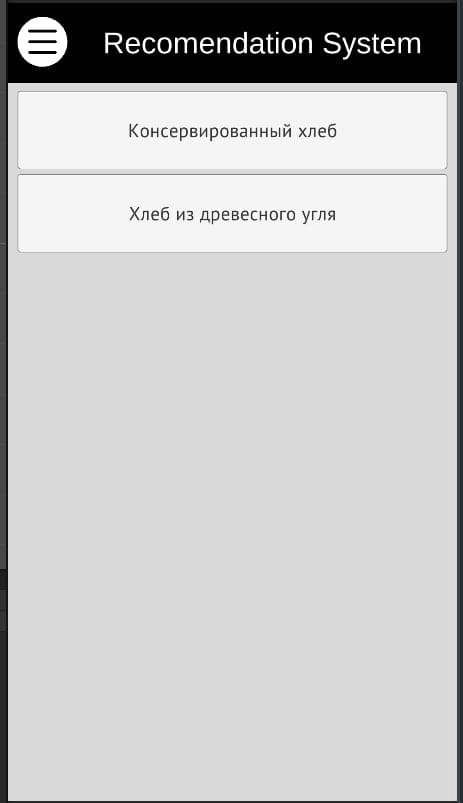 Recomendation System
Консервированный хлеб
Хлеб из древесного угля